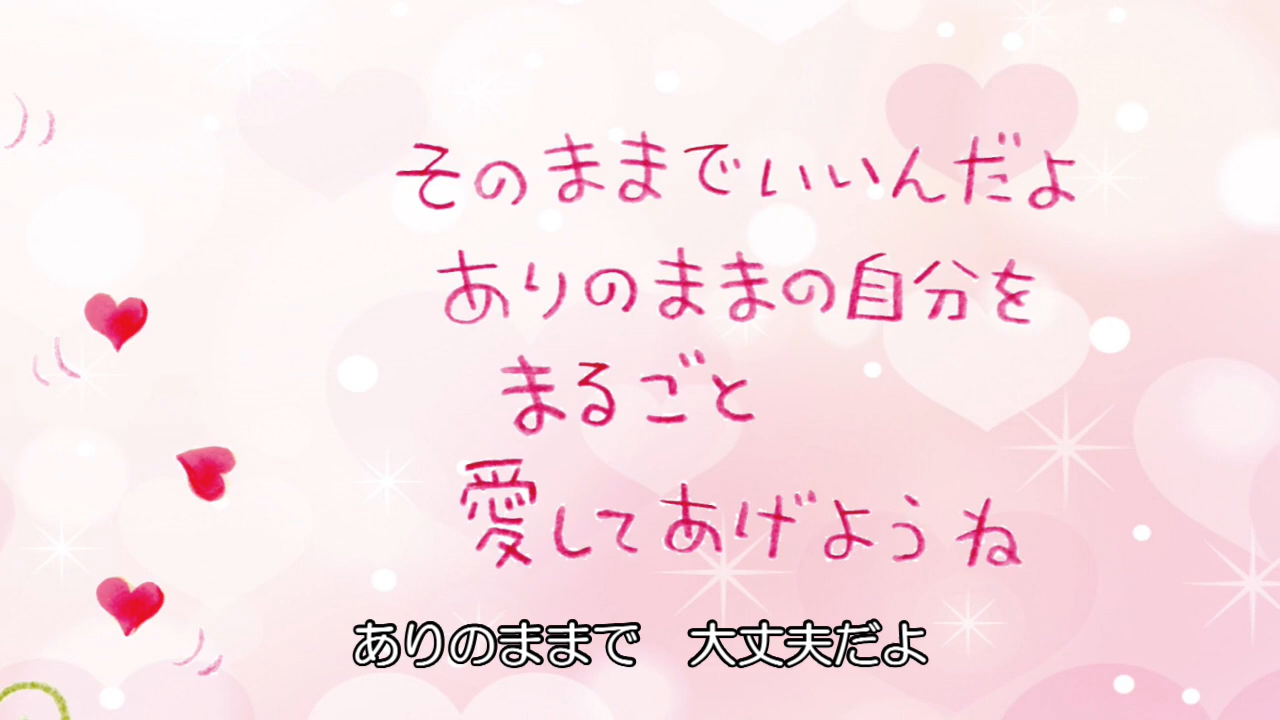 そのままでいいんだよ
ありのままの自分を
まるごと
愛してあげようね
ありのままで　大丈夫だよ